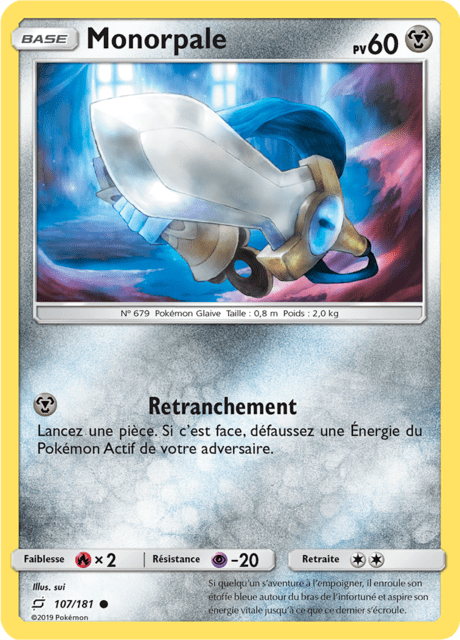 BASE Monorpale PV60
N° 679 Pokémon Glaive Taille : 0,8 m Poids : 2,0 kg
Retranchement
Lancez une pièce. Si c'est face, défaussez une Énergie du
Pokémon Actif de votre adversaire.
Faiblesse ×2 Résistance -20 Retraite
Illus. sui
107/181
©2019 Pokémon
Si quelqu'un s'aventure à l'empoigner, il enroule son
étoffe bleue autour du bras de l'infortuné et aspire son
énergie vitale jusqu'à ce que ce dernier s'écroule.